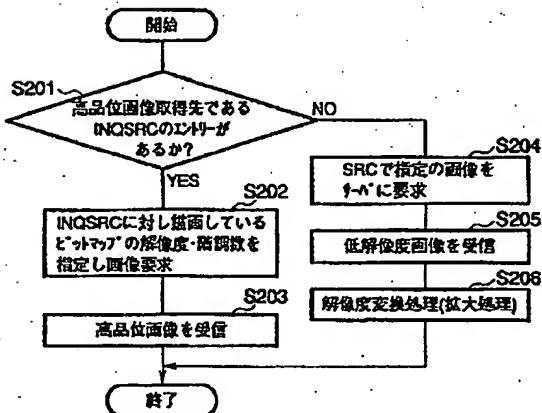 開始
S201
高品位画像取得先である
INQSRCのエントリーが
あるか?
NO
YES
S202
INQSRCに対し描画している
ビットマップの解像度・階調数を
指定し画像要求
S203
高品位画像を受信
S204
SRCで指定の画像を
サーバに要求
S205
低解像度画像を受信
S206
解像度変換処理(拡大処理)
終了